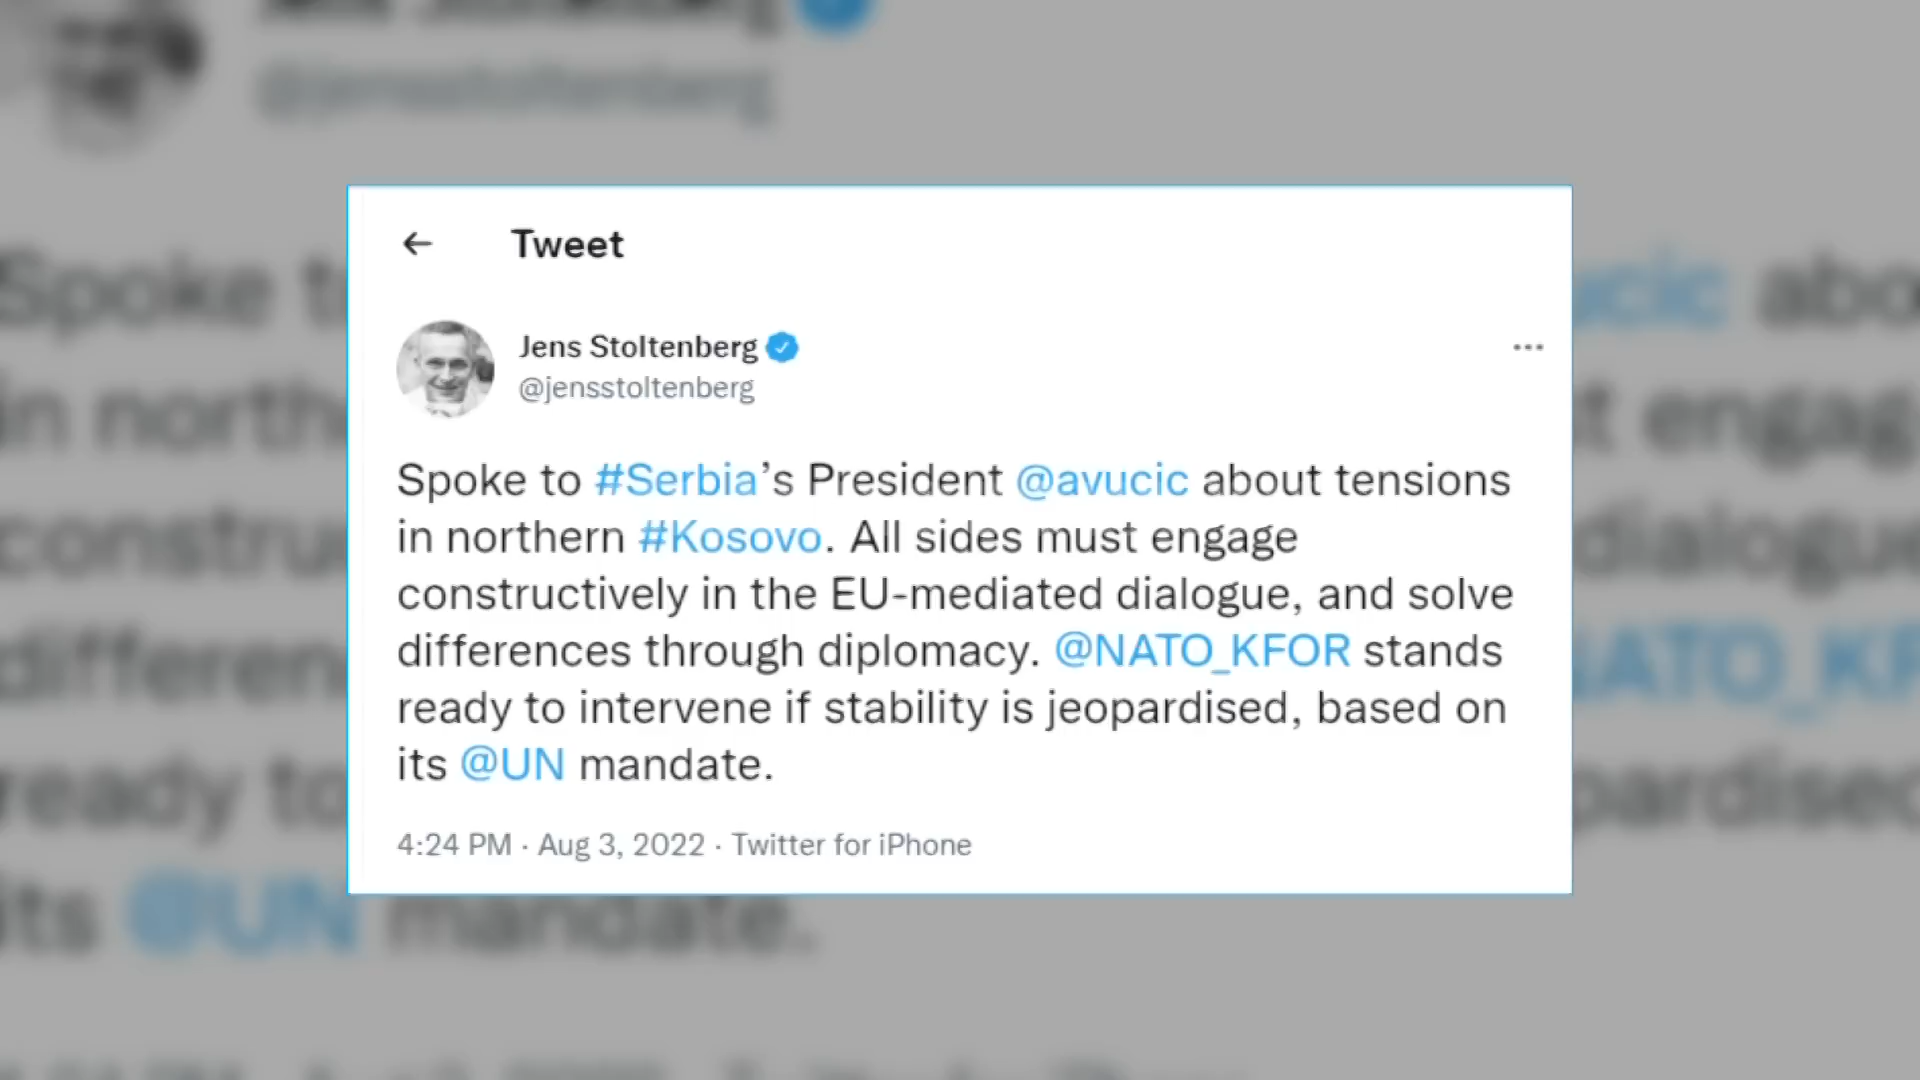 Tweet
Jens Stoltenberg
@jensstoltenberg
Spoke to #Serbia’s President @avucic about tensions
in northern #Kosovo. All sides must engage
constructively in the EU-mediated dialogue, and solve
differences through diplomacy. @NATO_KFOR stands
ready to intervene if stability is jeopardised, based on
its @UN mandate.
4:24 PM · Aug 3, 2022 · Twitter for iPhone